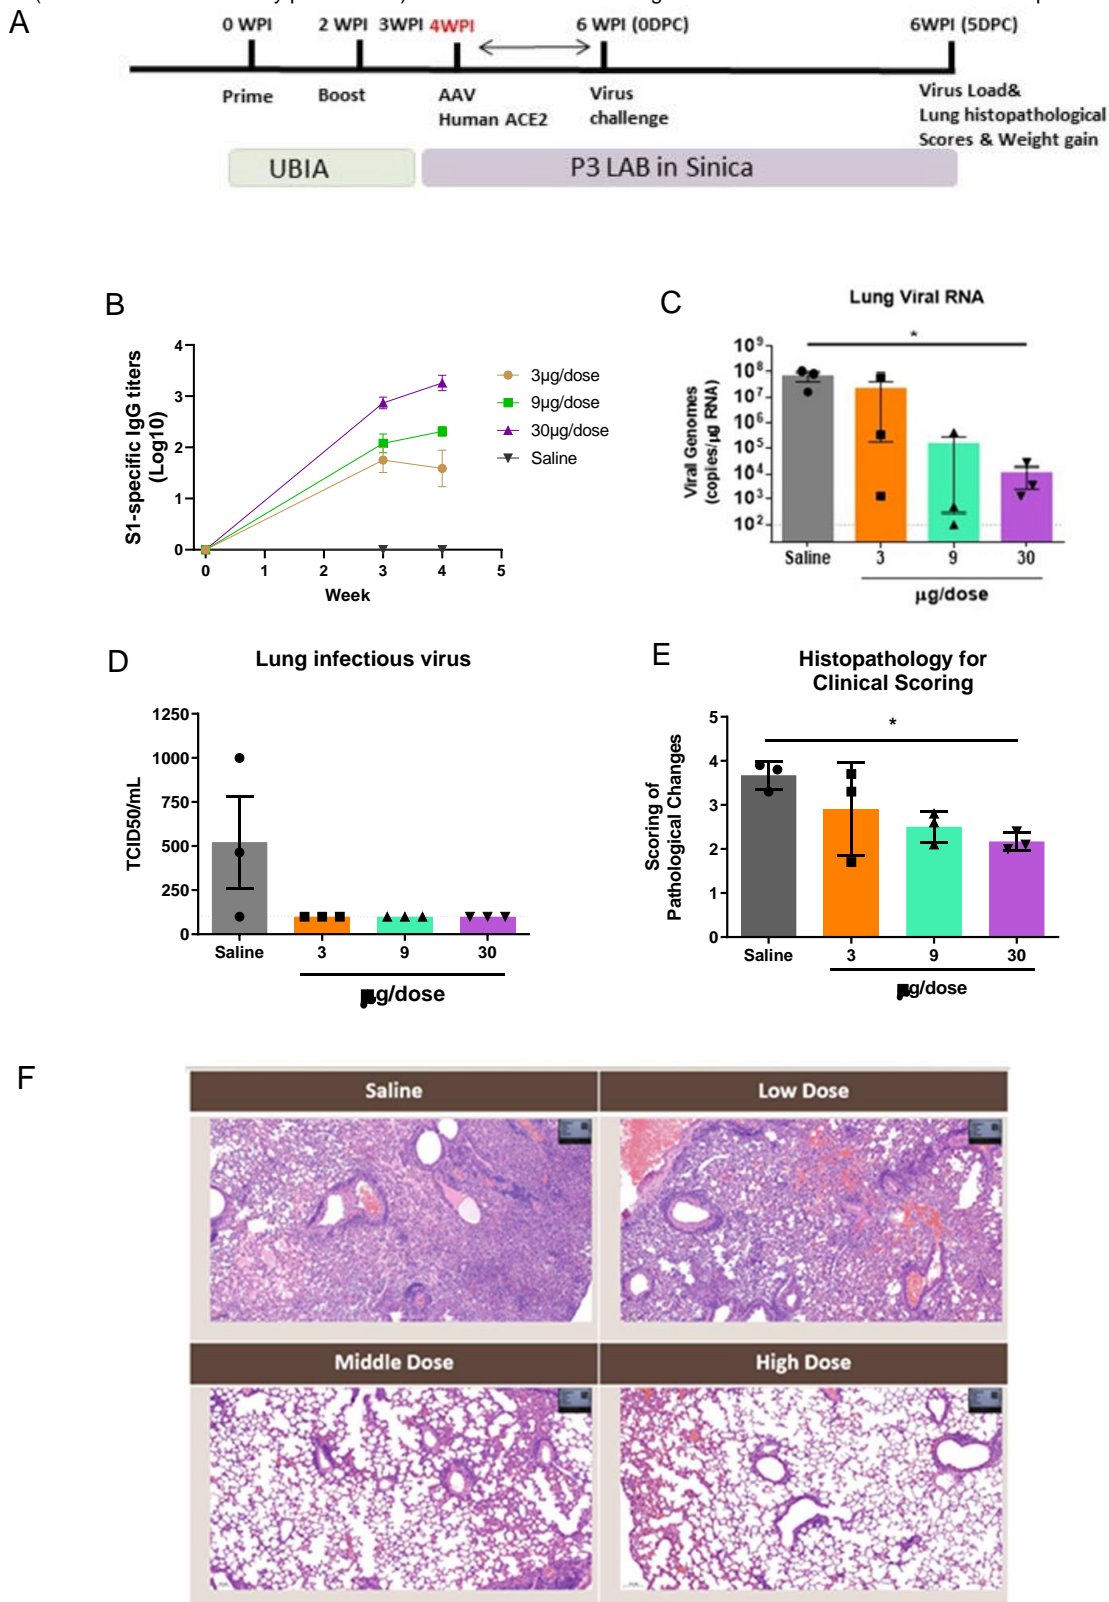 A
0 WPI 2 WPI 3WPI 4WPI 6 WPI (0DPC) 6WPI (5DPC)
Prime Boost AAV Human ACE2 Virus challenge Virus Load& Lung histopathological Scores & Weight gain
UBIA P3 LAB in Sinica
B
S1-specific IgG titers
(Log10)
4
3
2
1
0
0 1 2 3 4 5
Week
3µg/dose
9µg/dose
30µg/dose
Saline
C
Lung Viral RNA
*
Viral Genomes
(copies/µg RNA)
10⁹
10⁸
10⁷
10⁶
10⁵
10⁴
10³
10²
Saline 3 9 30
µg/dose
D
Lung infectious virus
TCID50/mL
1250
1000
750
500
250
0
Saline 3 9 30
µg/dose
E
Histopathology for
Clinical Scoring
*
Scoring of
Pathological Changes
5
4
3
2
1
0
Saline 3 9 30
µg/dose
F
Saline Low Dose
Middle Dose High Dose